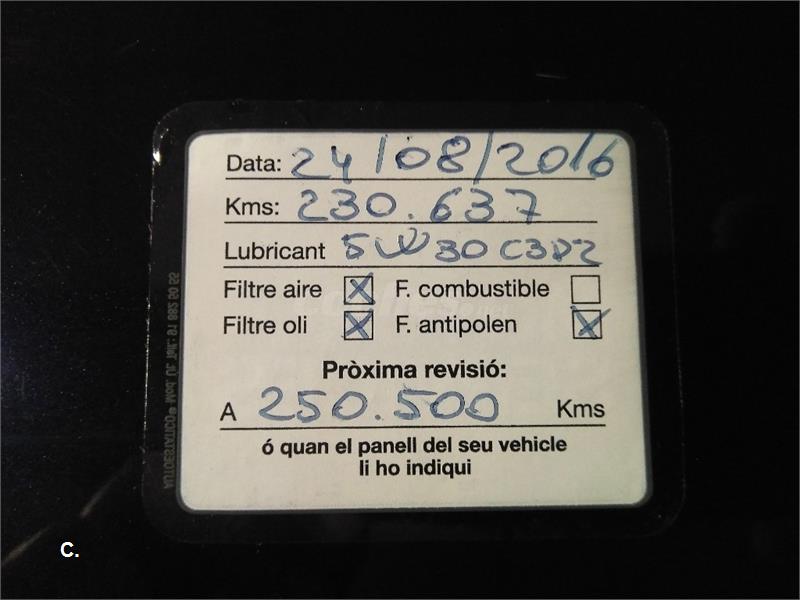 Data: 24/08/2016
Kms: 230.637
Lubricant 5W30 C3D2
Filtre aire ☒ F. combustible ☐
Filtre oli ☒ F. antipolen ☒
Pròxima revisió:
A 250.500 Kms
ó quan el panell del seu vehicle
li ho indiqui
C.